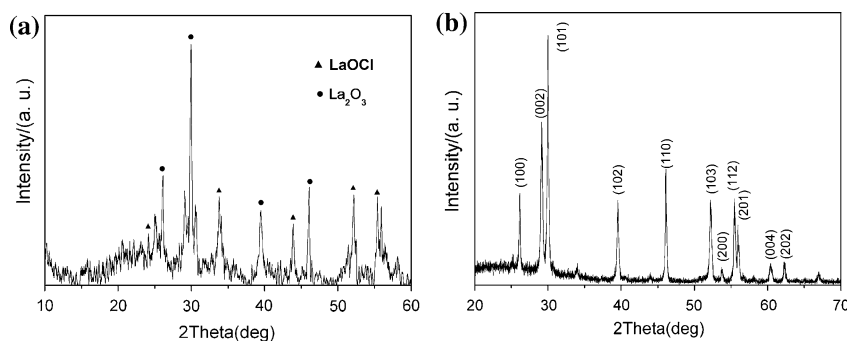 (a)
Intensity/(a. u.)
▲ LaOCl
● La₂O₃
10 20 30 40 50 60
2Theta(deg)
(b)
Intensity/(a. u.)
(100)
(002)
(101)
(102)
(110)
(103)
(200)
(112)
(201)
(004)
(202)
20 30 40 50 60 70
2Theta(deg)